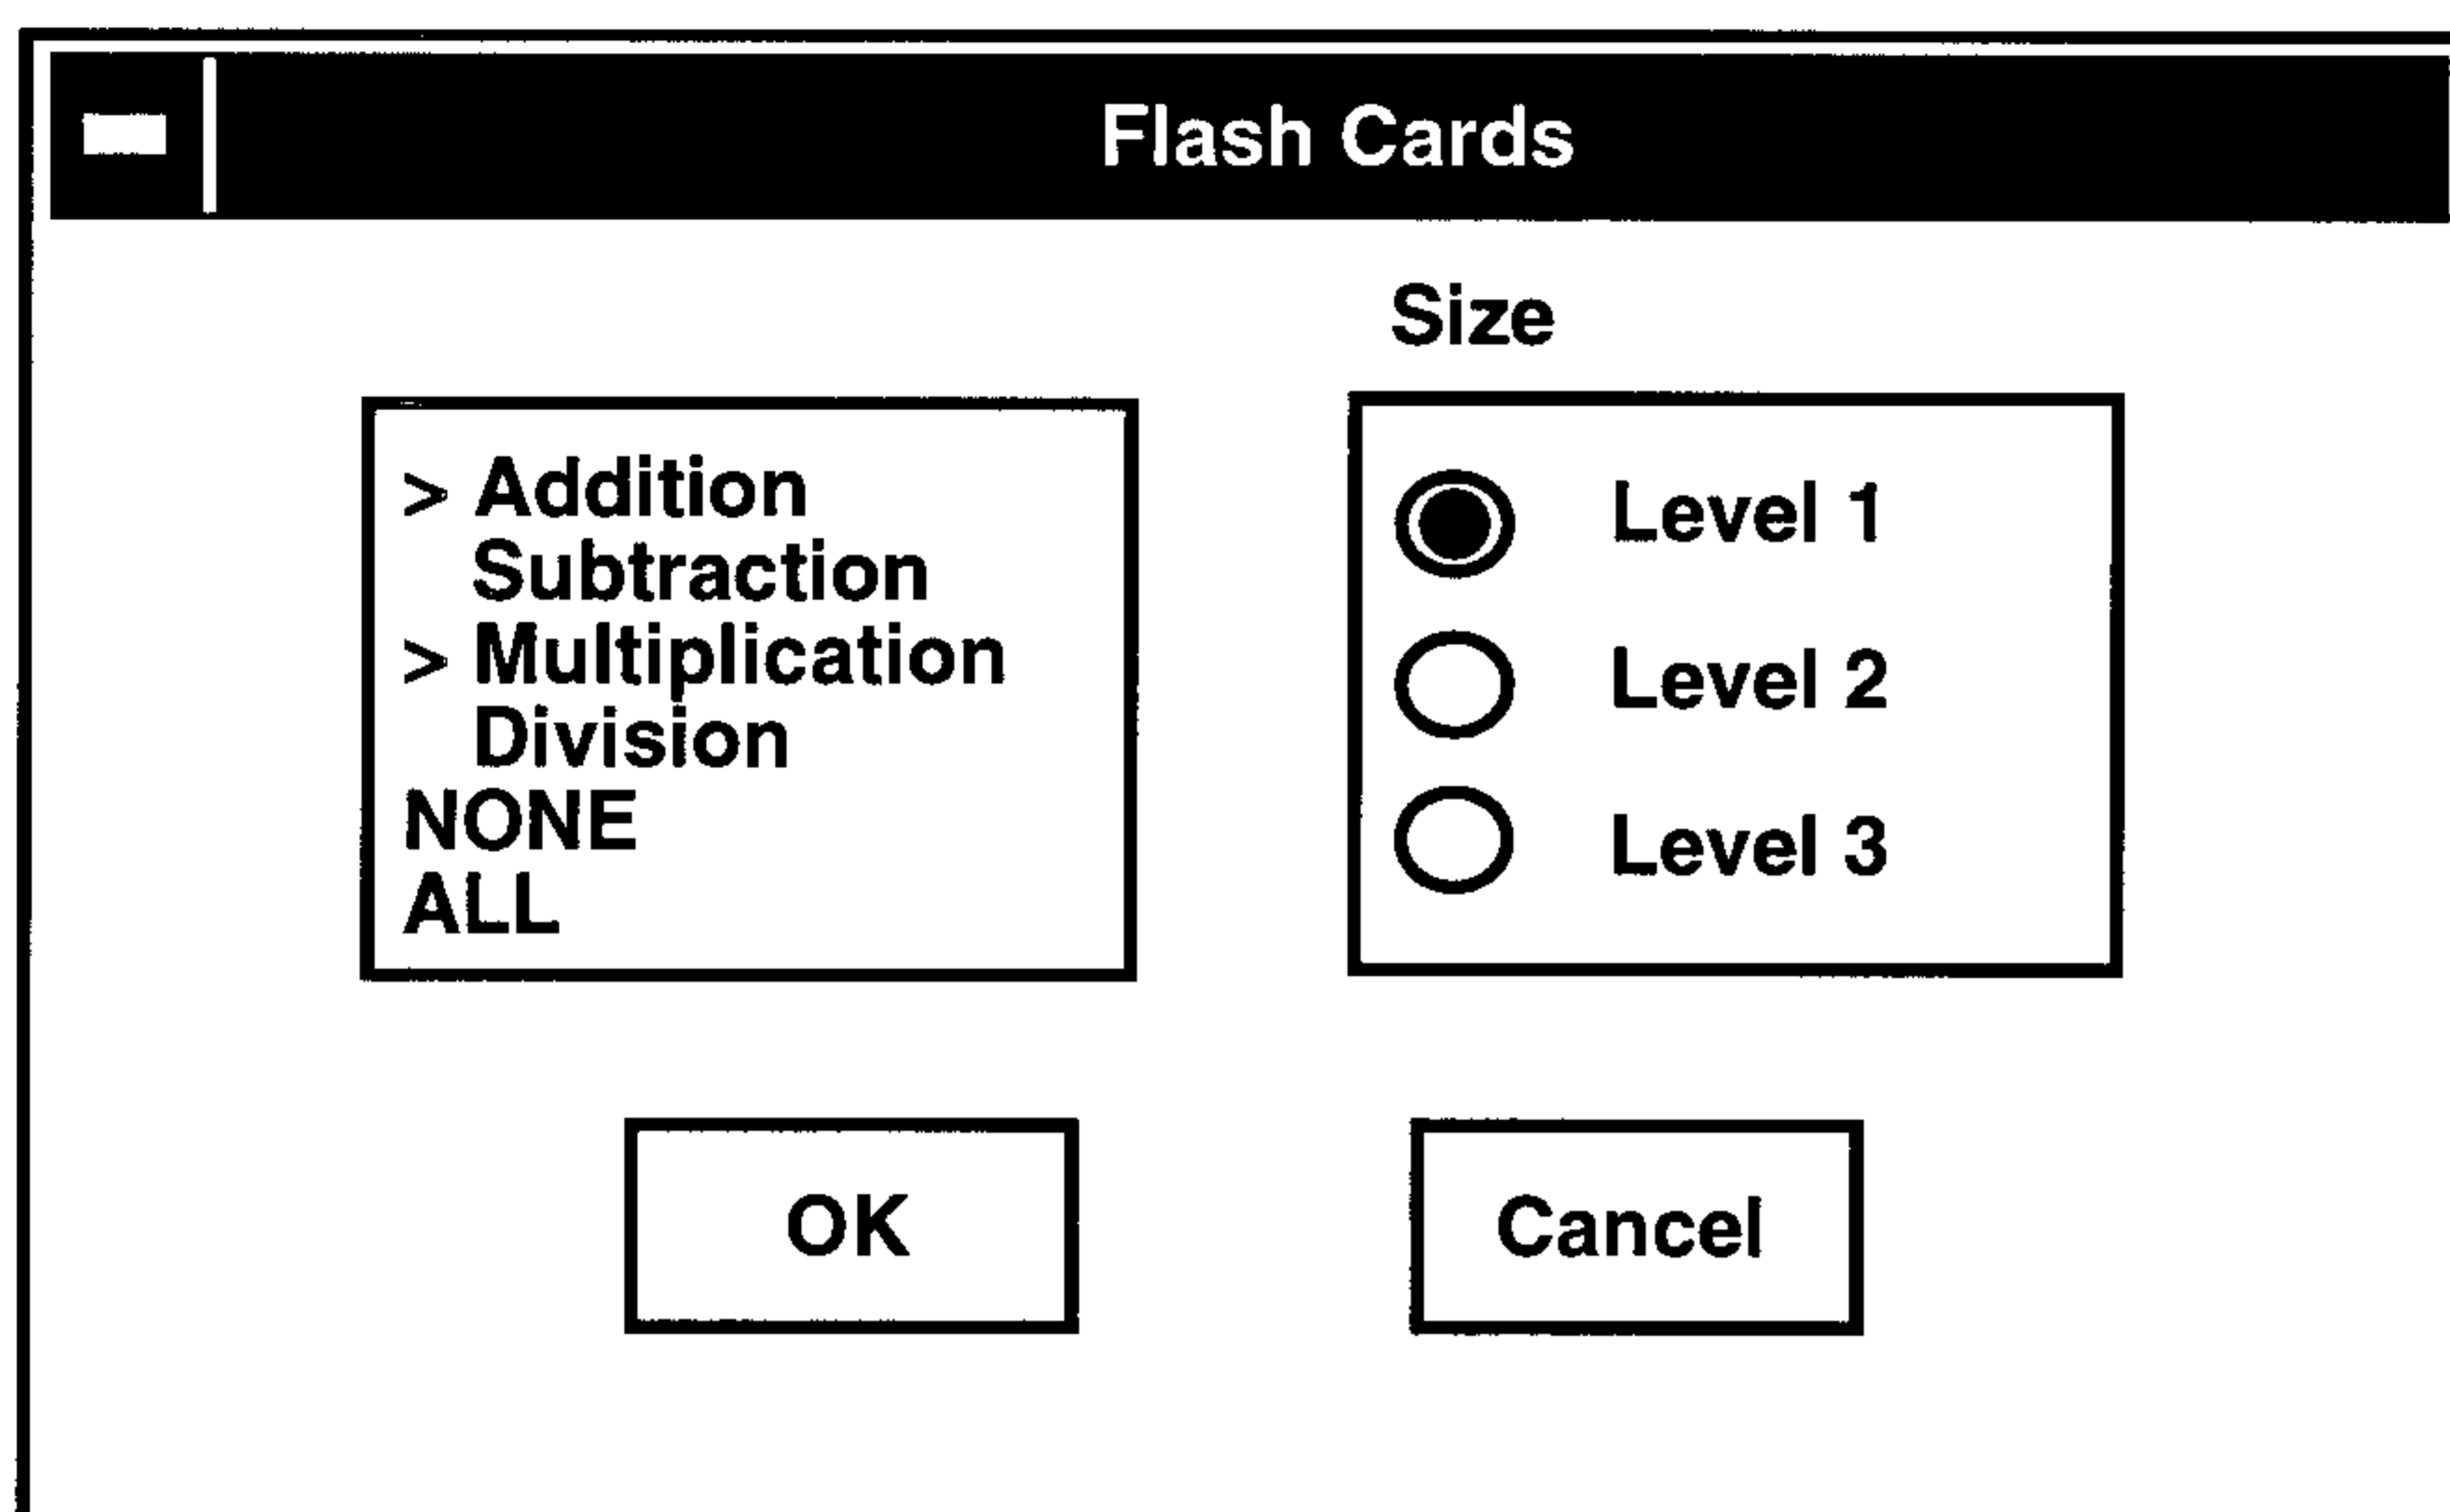 Flash Cards
Size
> Addition
Subtraction
> Multiplication
Division
NONE
ALL
Level 1
Level 2
Level 3
OK
Cancel